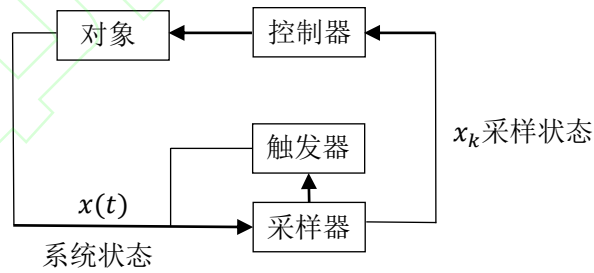 对象
控制器
触发器
x_k采样状态
x(t)
采样器
系统状态